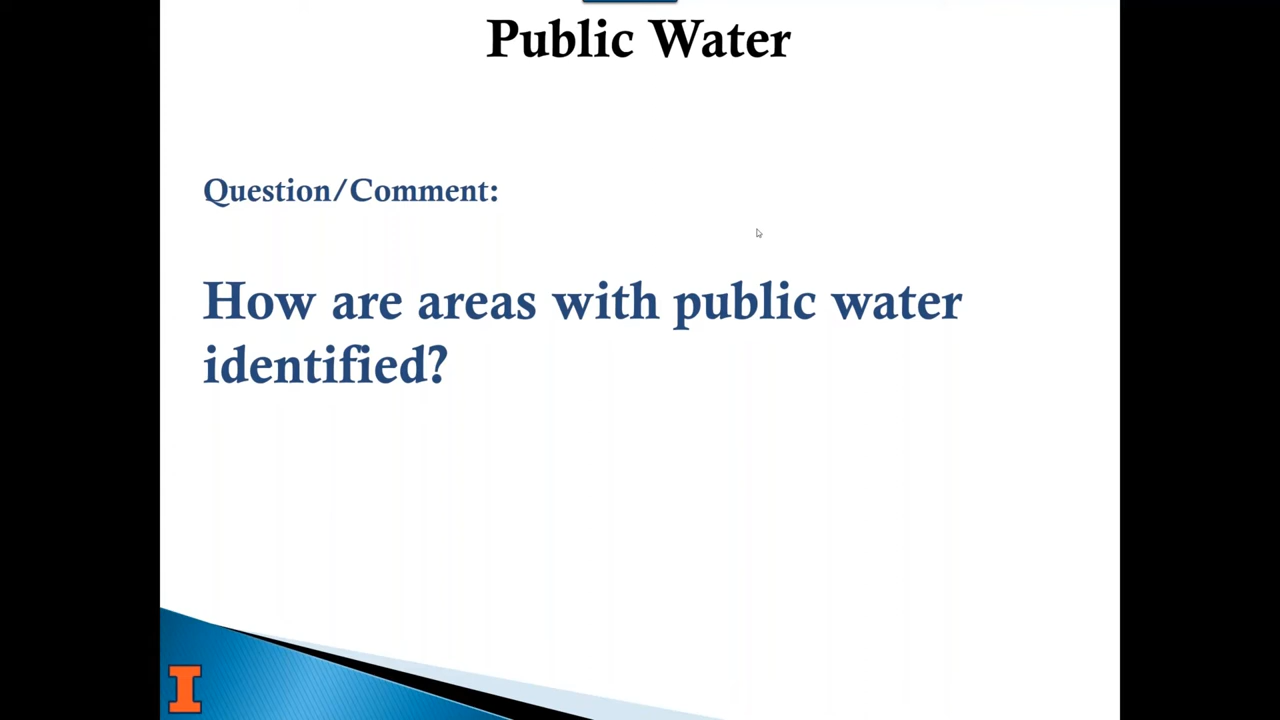 Public Water
Question/Comment:
How are areas with public water
identified?
I